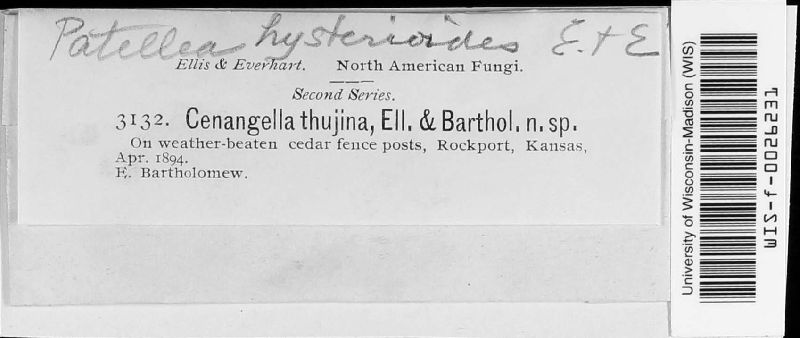 Patellea hysterioides E. + E
Ellis & Everhart. North American Fungi.
Second Series.
3132. Cenangella thujina, Ell. & Barthol. n. sp.
On weather-beaten cedar fence posts, Rockport, Kansas,
Apr. 1894.
E. Bartholomew.
University of Wisconsin-Madison (WIS)
WIS-f-0026231